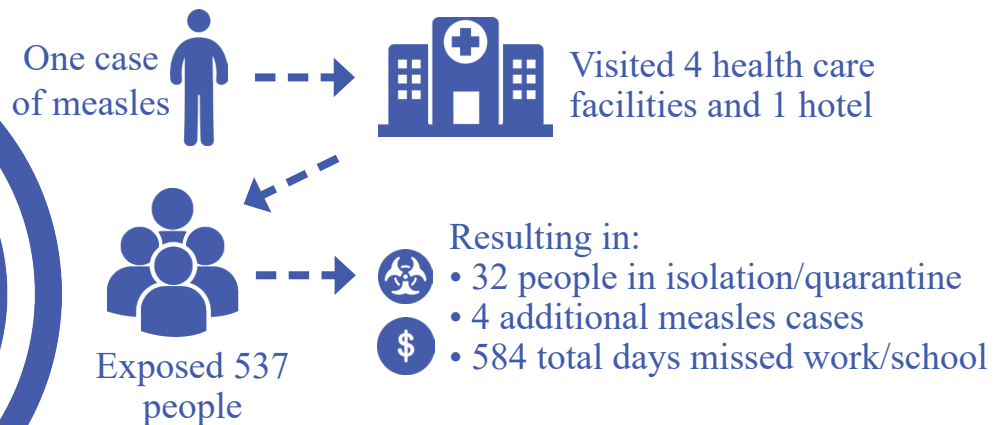 One case
of measles
Visited 4 health care
facilities and 1 hotel
Exposed 537
people
Resulting in:
• 32 people in isolation/quarantine
• 4 additional measles cases
$
• 584 total days missed work/school